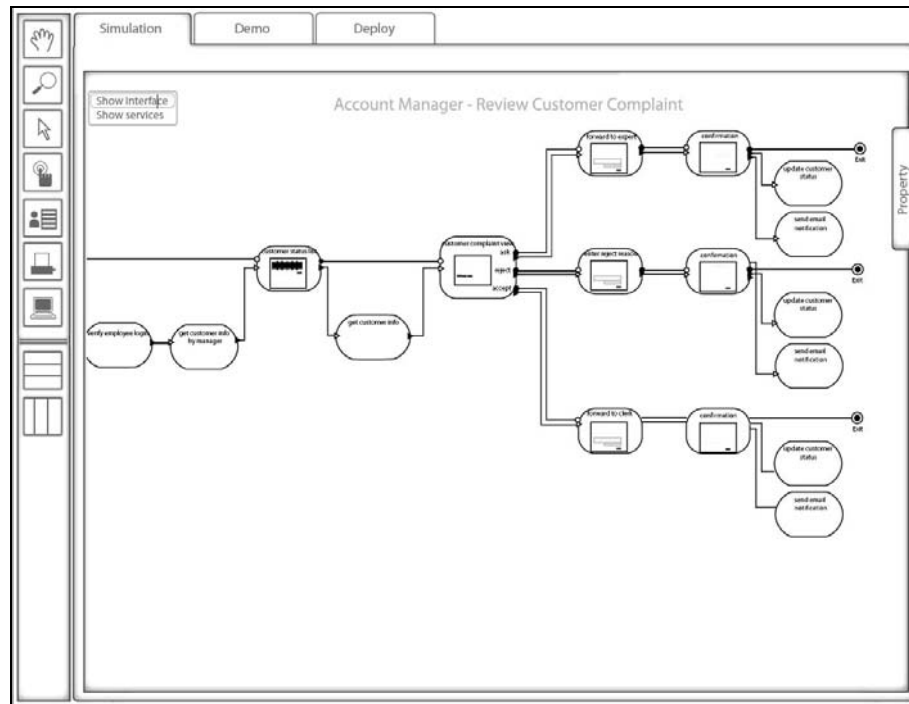 Simulation
Demo
Deploy
Show interface
Show services
Account Manager - Review Customer Complaint
Property
forward to expert
confirmation
Exit
update customer
status
send email
notification
customer status list
customer complaint view
ask
reject
accept
enter reject reason
confirmation
Exit
update customer
status
send email
notification
verify employee login
get customer info
by manager
get customer info
forward to clerk
confirmation
Exit
update customer
status
send email
notification